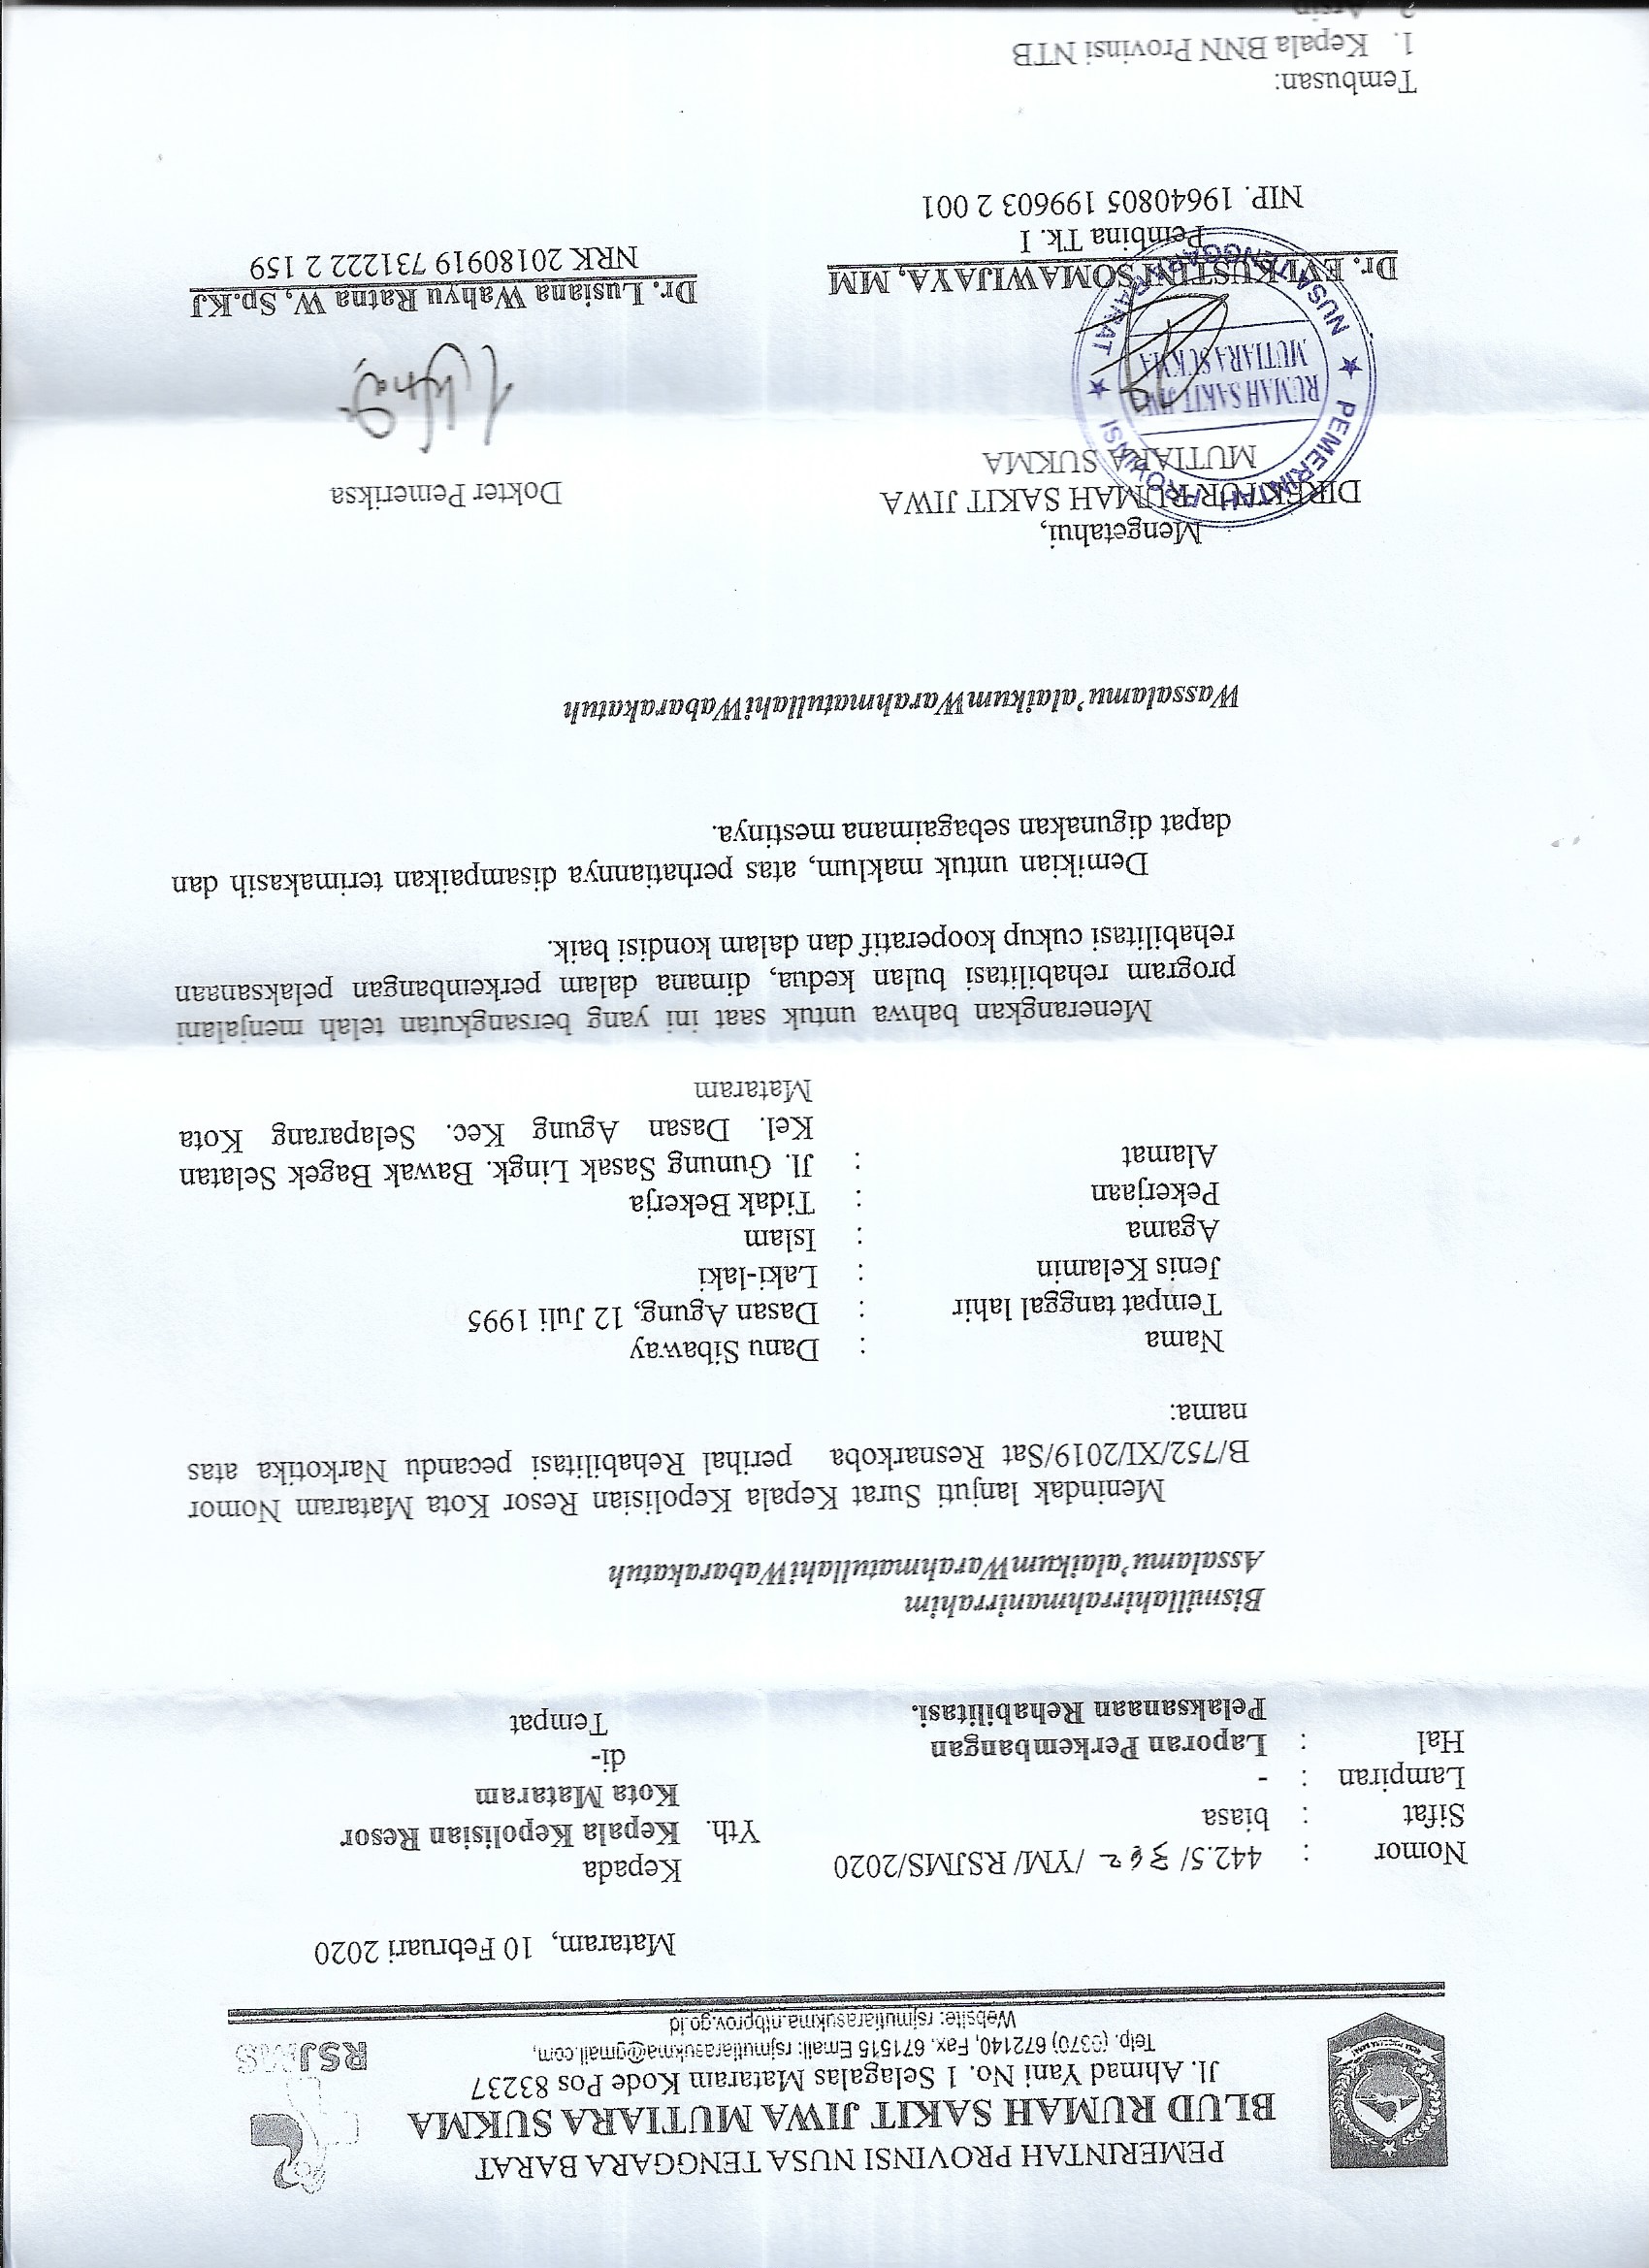 PEMERINTAH PROVINSI NUSA TENGGARA BARAT
BLUD RUMAH SAKIT JIWA MUTIARA SUKMA
Jl. Ahmad Yani No. 1 Selagalas Mataram Kode Pos 83237
Telp. (0370) 672140, Fax. 671515 Email: rsjmutiarasukma@gmail.com,
Website: rsjmutiarasukma.ntbprov.go.id
RSJMS
Mataram, 10 Februari 2020
Nomor : 442.5/ 362 /YM/ RSJMS/2020
Sifat : biasa
Lampiran : -
Hal : Laporan Perkembangan
Pelaksanaan Rehabilitasi.
Kepada
Yth. Kepala Kepolisian Resor
Kota Mataram
di-
Tempat
Bismillahirrahmanirrahim
Assalamu'alaikumWarahmatullahiWabarakatuh
Menindak lanjuti Surat Kepala Kepolisian Resor Kota Mataram Nomor
B/752/XI/2019/Sat Resnarkoba perihal Rehabilitasi pecandu Narkotika atas
nama:
Nama : Danu Sibaway
Tempat tanggal lahir : Dasan Agung, 12 Juli 1995
Jenis Kelamin : Laki-laki
Agama : Islam
Pekerjaan : Tidak Bekerja
Alamat : Jl. Gunung Sasak Lingk. Bawak Bagek Selatan
Kel. Dasan Agung Kec. Selaparang Kota
Mataram
Menerangkan bahwa untuk saat ini yang bersangkutan telah menjalani
program rehabilitasi bulan kedua, dimana dalam perkembangan pelaksanaan
rehabilitasi cukup kooperatif dan dalam kondisi baik.
Demikian untuk maklum, atas perhatiannya disampaikan terimakasih dan
dapat digunakan sebagaimana mestinya.
Wassalamu'alaikumWarahmatullahiWabarakatuh
Mengetahui,
DIREKTUR RUMAH SAKIT JIWA
MUTIARA SUKMA
PEMERINTAH PROVINSI
RUMAH SAKIT JIWA
MUTIARA SUKMA
NUSA TENGGARA BARAT
Dr. EVI KUSTINI SOMAWIJAYA, MM
Pembina Tk. I
NIP. 19640805 199603 2 001
Dokter Pemeriksa
Dr. Lusiana Wahyu Ratna W, Sp.KJ
NRK 20180919 731222 2 159
Tembusan:
1. Kepala BNN Provinsi NTB
2. Arsip